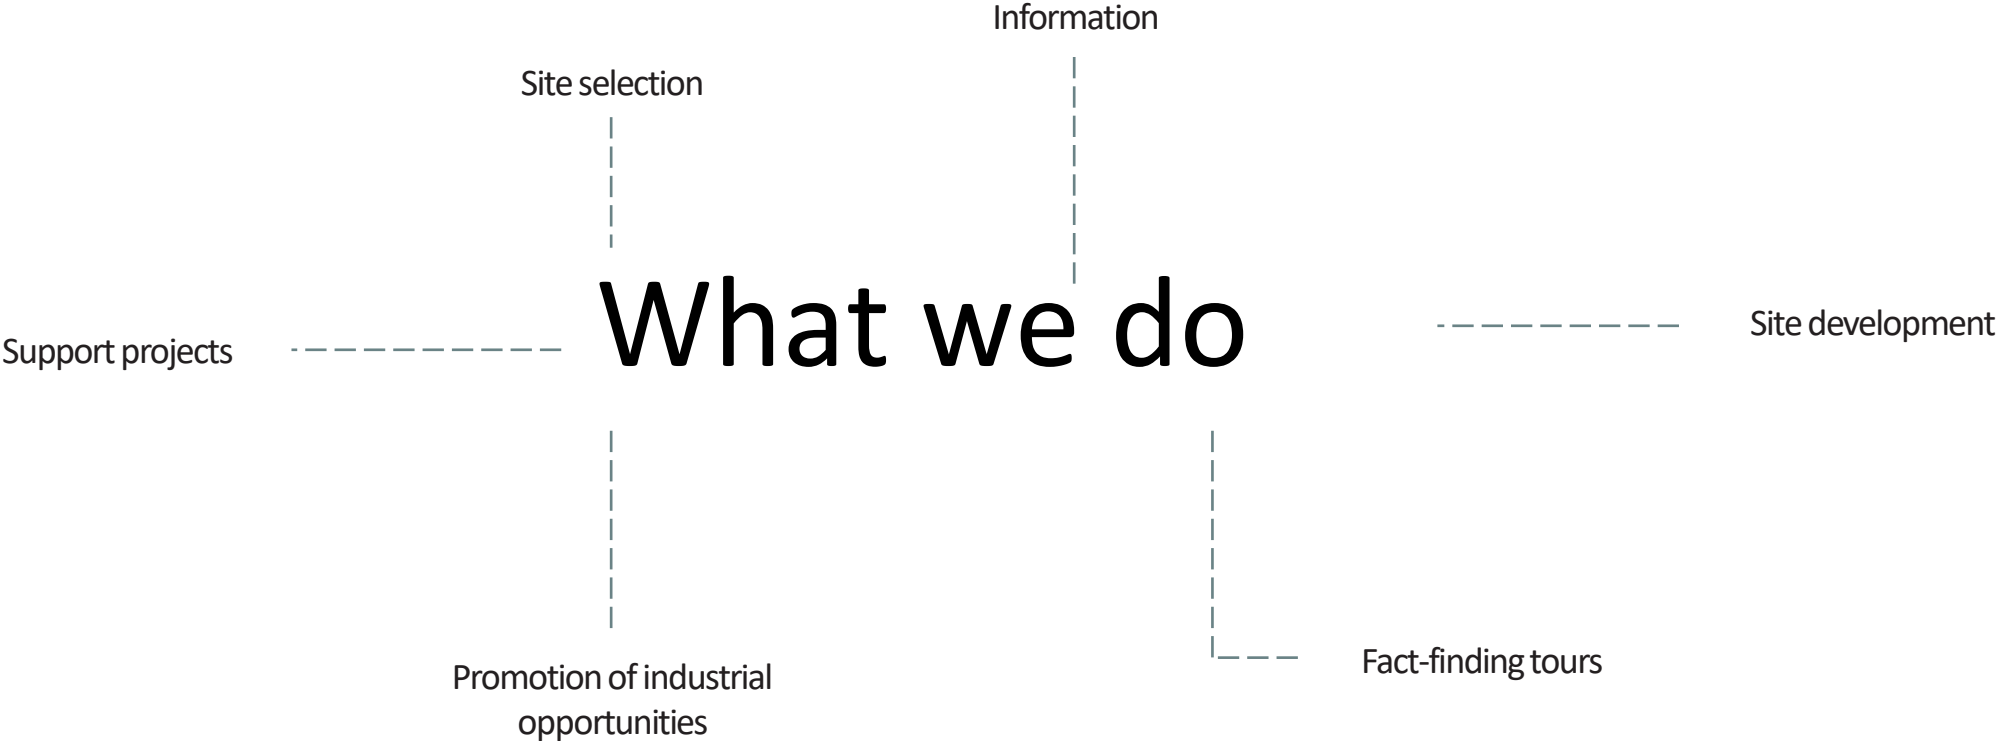 Information
Site selection
What we do
Site development
Support projects
Fact-finding tours
Promotion of industrial
opportunities